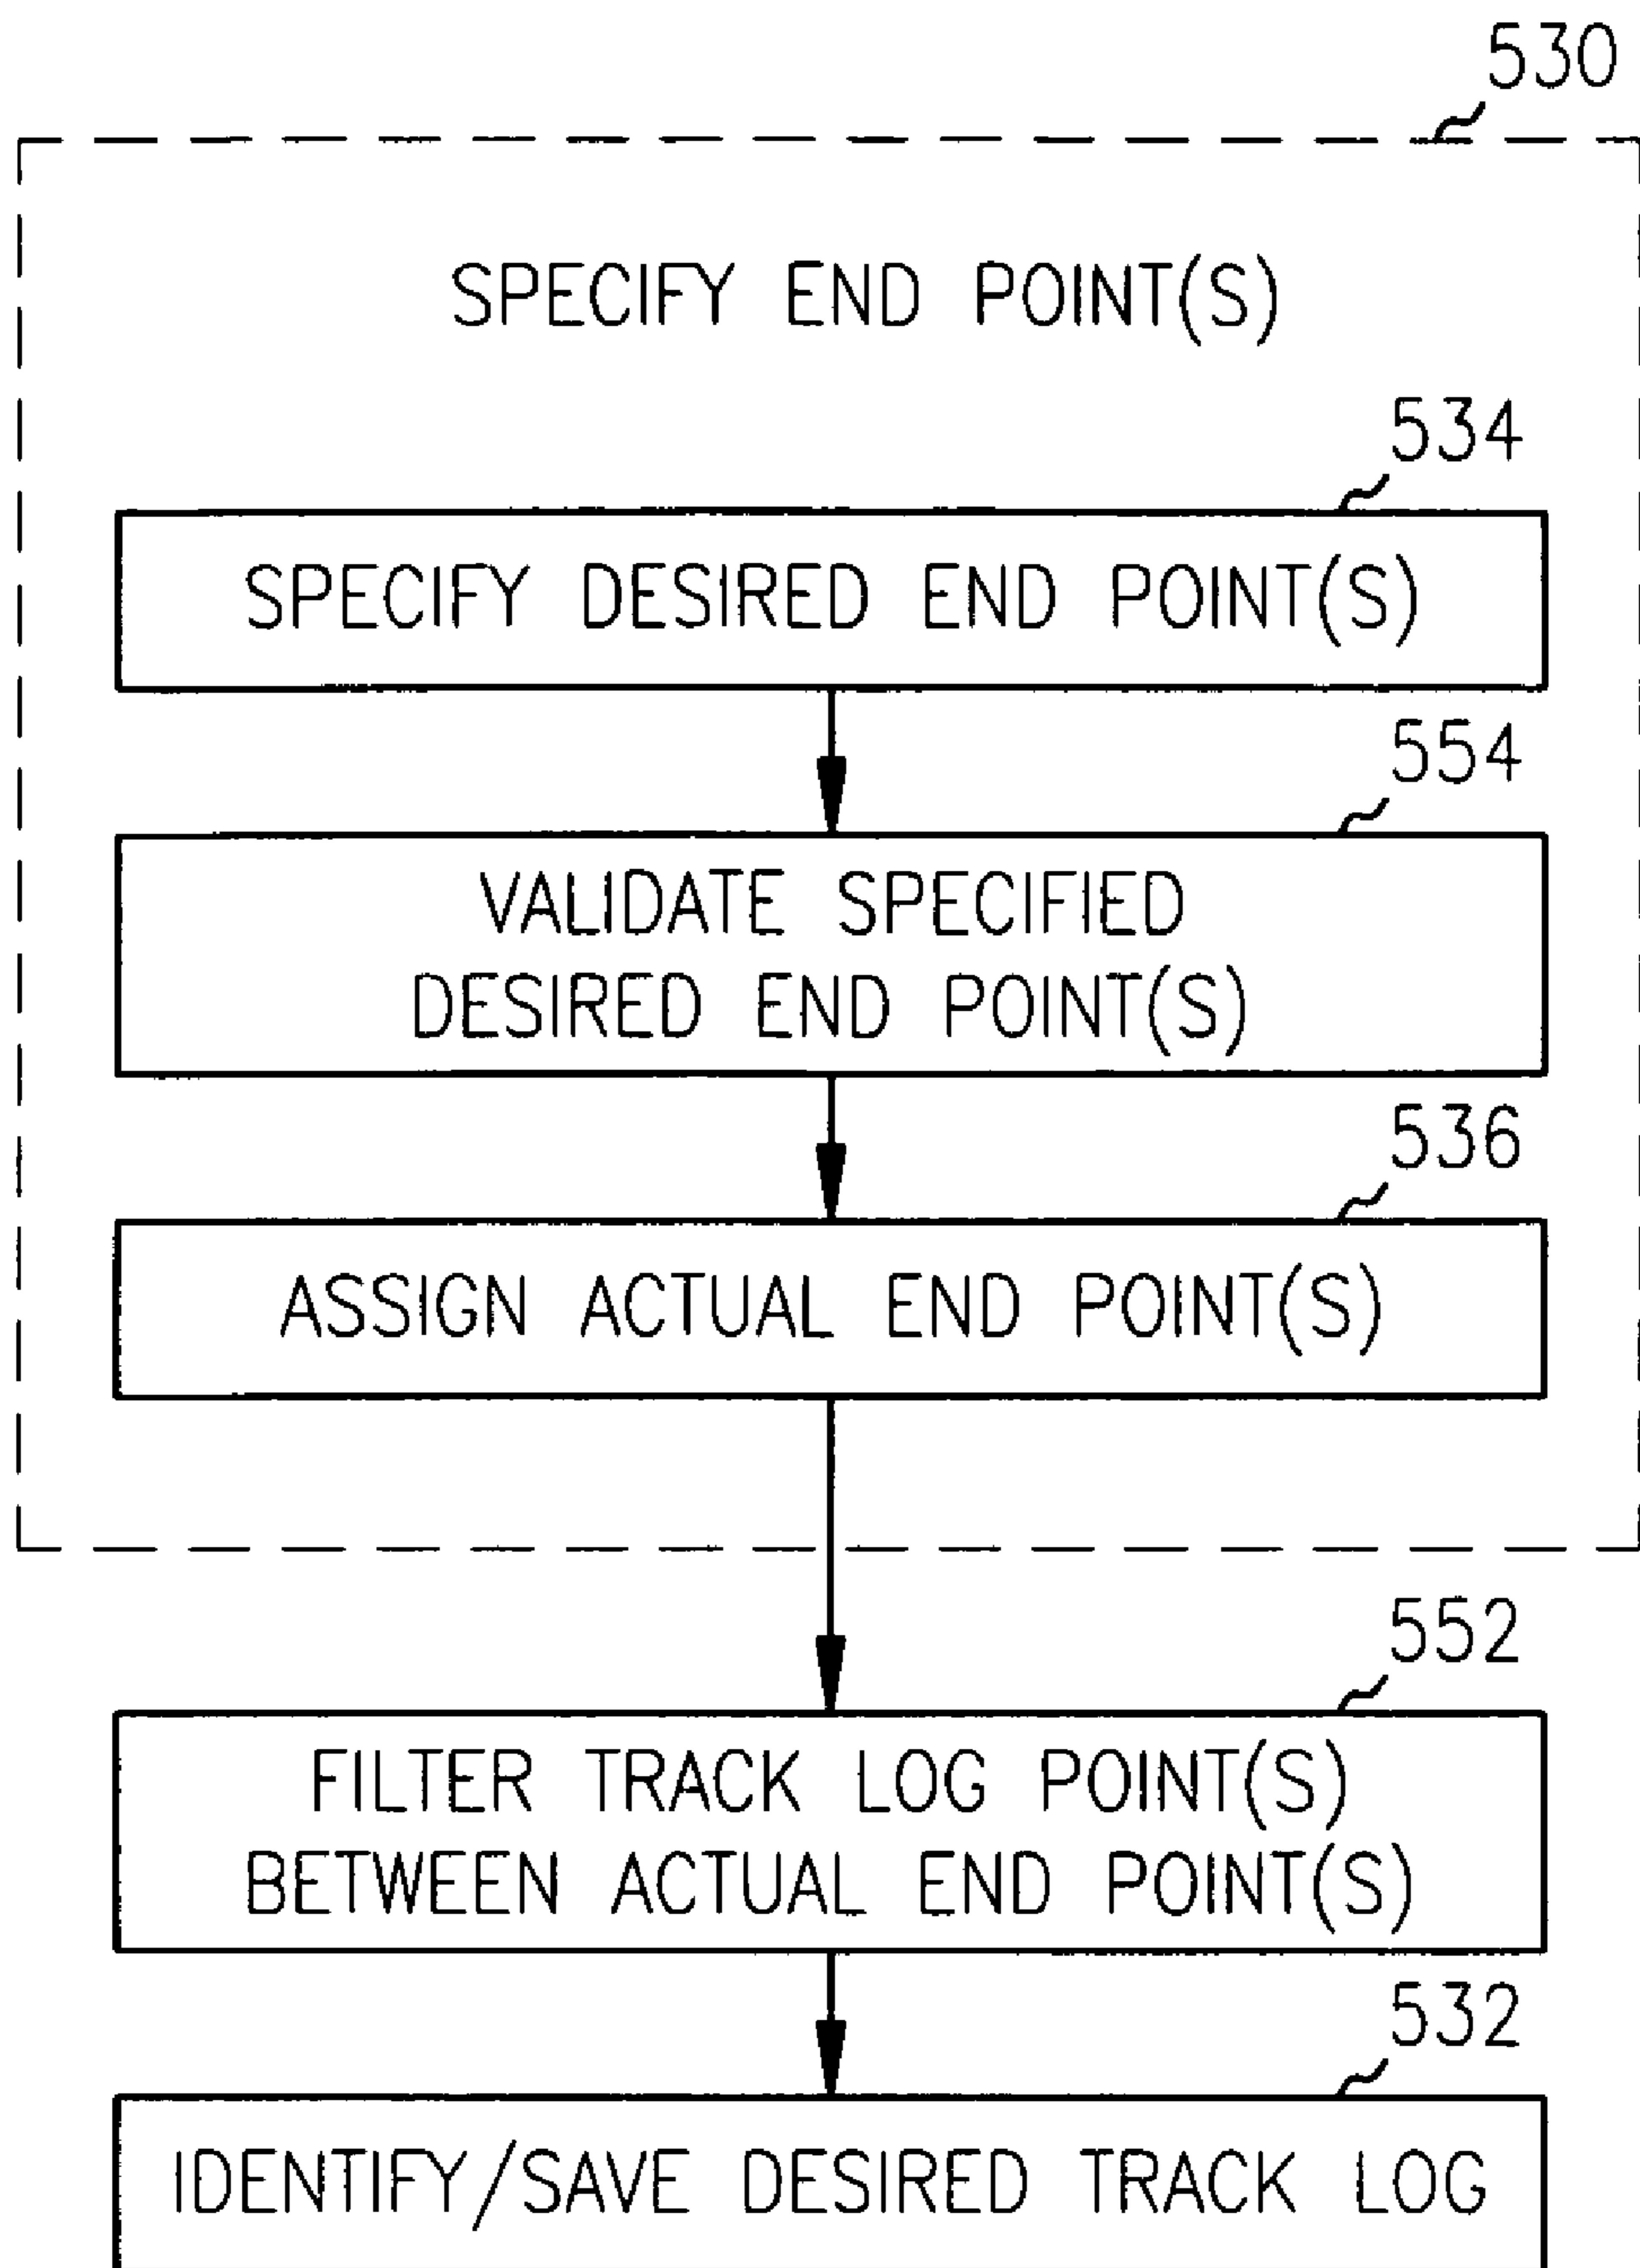 530
SPECIFY END POINT(S)
534
SPECIFY DESIRED END POINT(S)
554
VALIDATE SPECIFIED
DESIRED END POINT(S)
536
ASSIGN ACTUAL END POINT(S)
552
FILTER TRACK LOG POINT(S)
BETWEEN ACTUAL END POINT(S)
532
IDENTIFY/SAVE DESIRED TRACK LOG